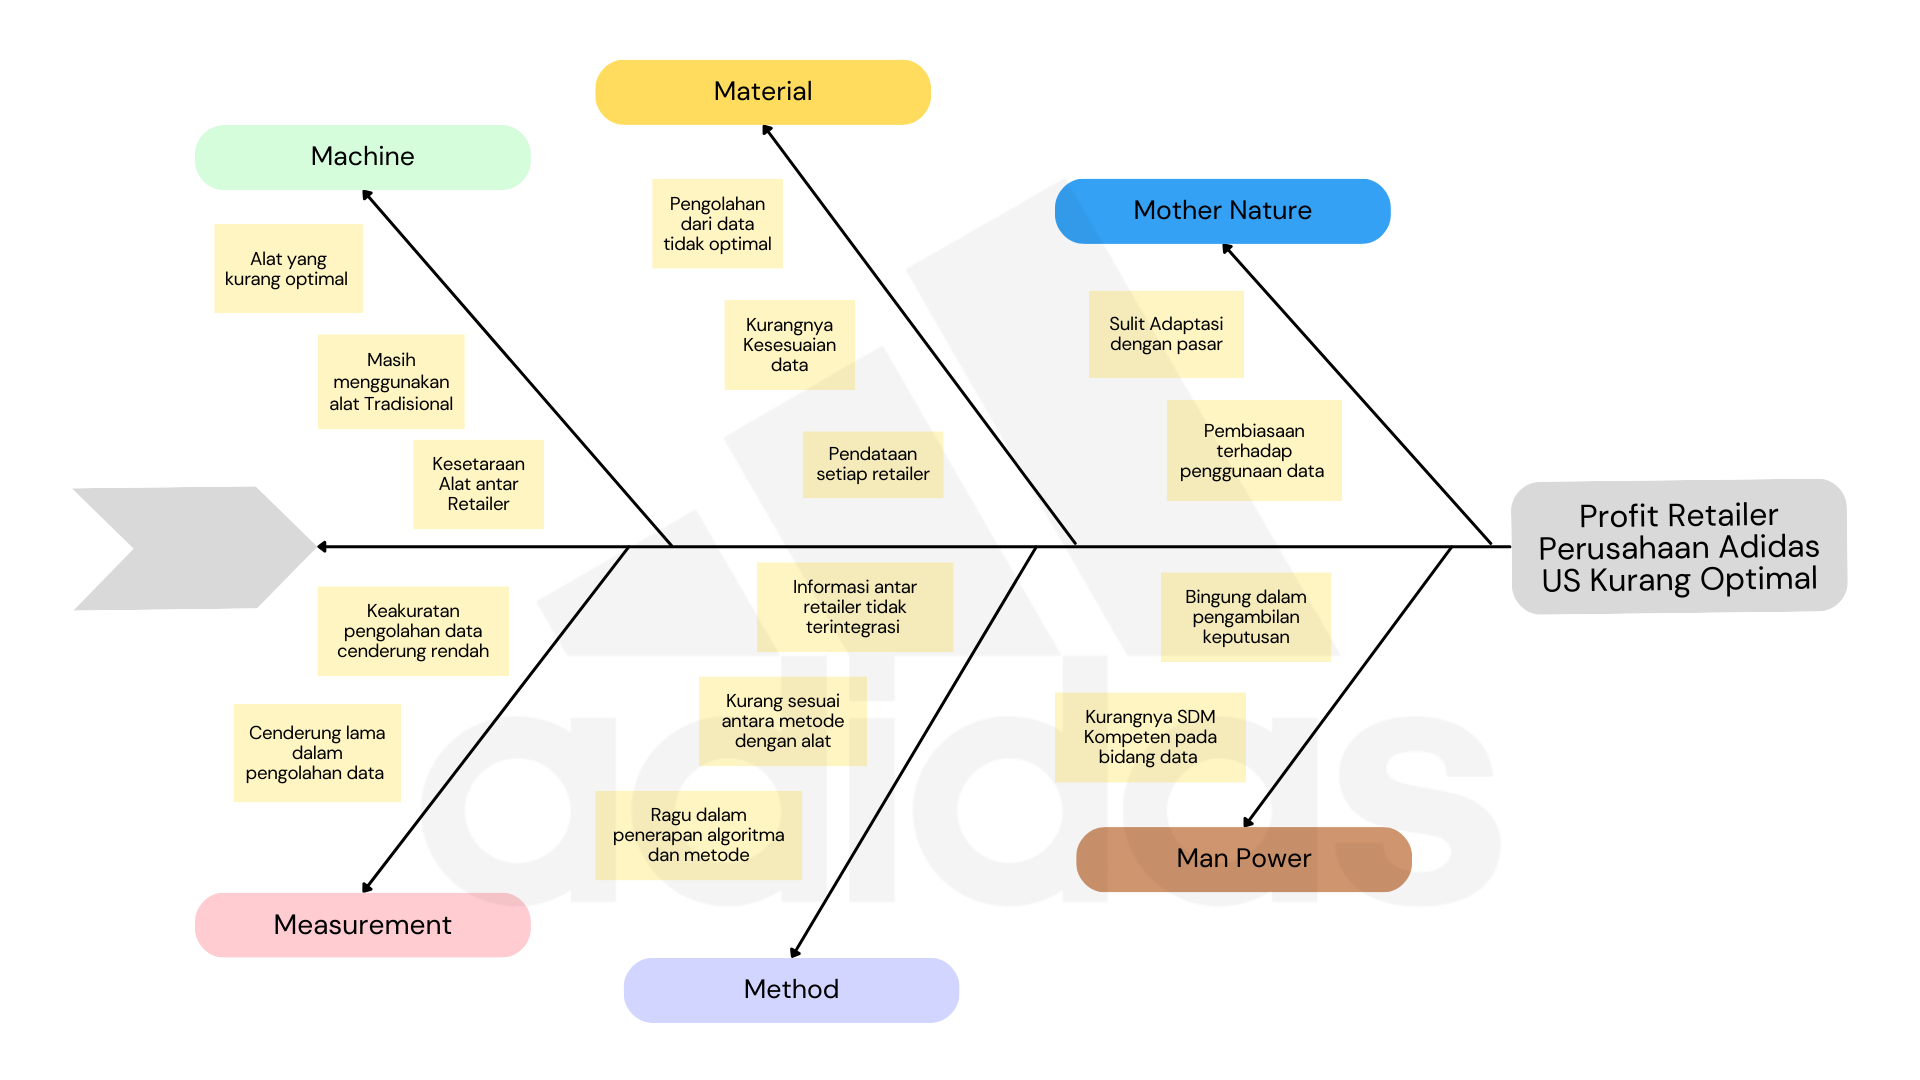 Material
Machine
Mother Nature
Pengolahan
dari data
tidak optimal
Alat yang
kurang optimal
Kurangnya
Kesesuaian
data
Sulit Adaptasi
dengan pasar
Masih
menggunakan
alat Tradisional
Pendataan
setiap retailer
Pembiasaan
terhadap
penggunaan data
Kesetaraan
Alat antar
Retailer
Profit Retailer
Perusahaan Adidas
US Kurang Optimal
Keakuratan
pengolahan data
cenderung rendah
Informasi antar
retailer tidak
terintegrasi
Bingung dalam
pengambilan
keputusan
Cenderung lama
dalam
pengolahan data
Kurang sesuai
antara metode
dengan alat
Kurangnya SDM
Kompeten pada
bidang data
Ragu dalam
penerapan algoritma
dan metode
adidas
Man Power
Measurement
Method